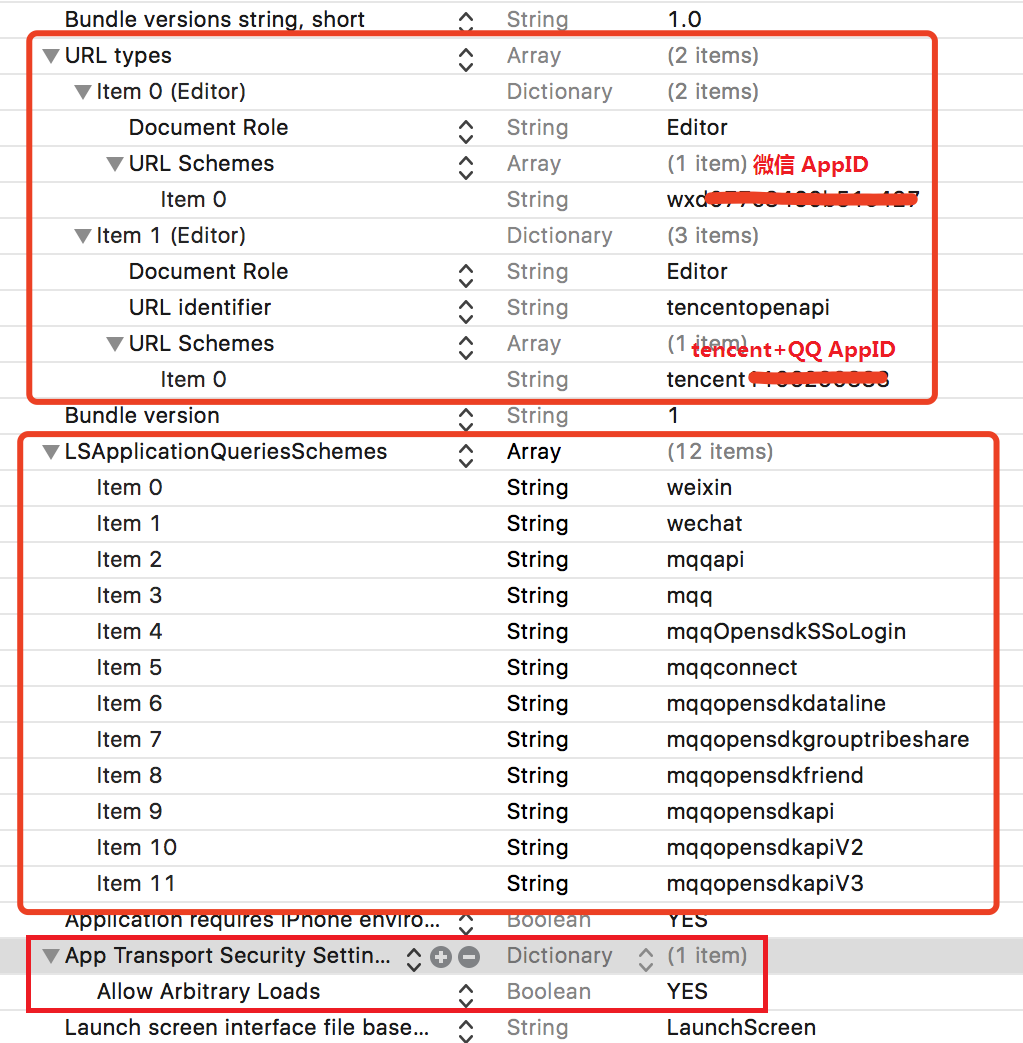 Bundle versions string, short String 1.0
URL types Array (2 items)
Item 0 (Editor) Dictionary (2 items)
Document Role String Editor
URL Schemes Array (1 item) 微信 AppID
Item 0 String
Item 1 (Editor) Dictionary (3 items)
Document Role String Editor
URL identifier String tencentopenapi
URL Schemes Array (1 item)
tencent+QQ AppID
Item 0 String tencent
Bundle version String 1
LSApplicationQueriesSchemes Array (12 items)
Item 0 String weixin
Item 1 String wechat
Item 2 String mqqapi
Item 3 String mqq
Item 4 String mqqOpensdkSSoLogin
Item 5 String mqqconnect
Item 6 String mqqopensdkdataline
Item 7 String mqqopensdkgrouptribeshare
Item 8 String mqqopensdkfriend
Item 9 String mqqopensdkapi
Item 10 String mqqopensdkapiV2
Item 11 String mqqopensdkapiV3
Application requires iPhone enviro... Boolean YES
App Transport Security Settin... Dictionary (1 item)
Allow Arbitrary Loads Boolean YES
Launch screen interface file base... String LaunchScreen